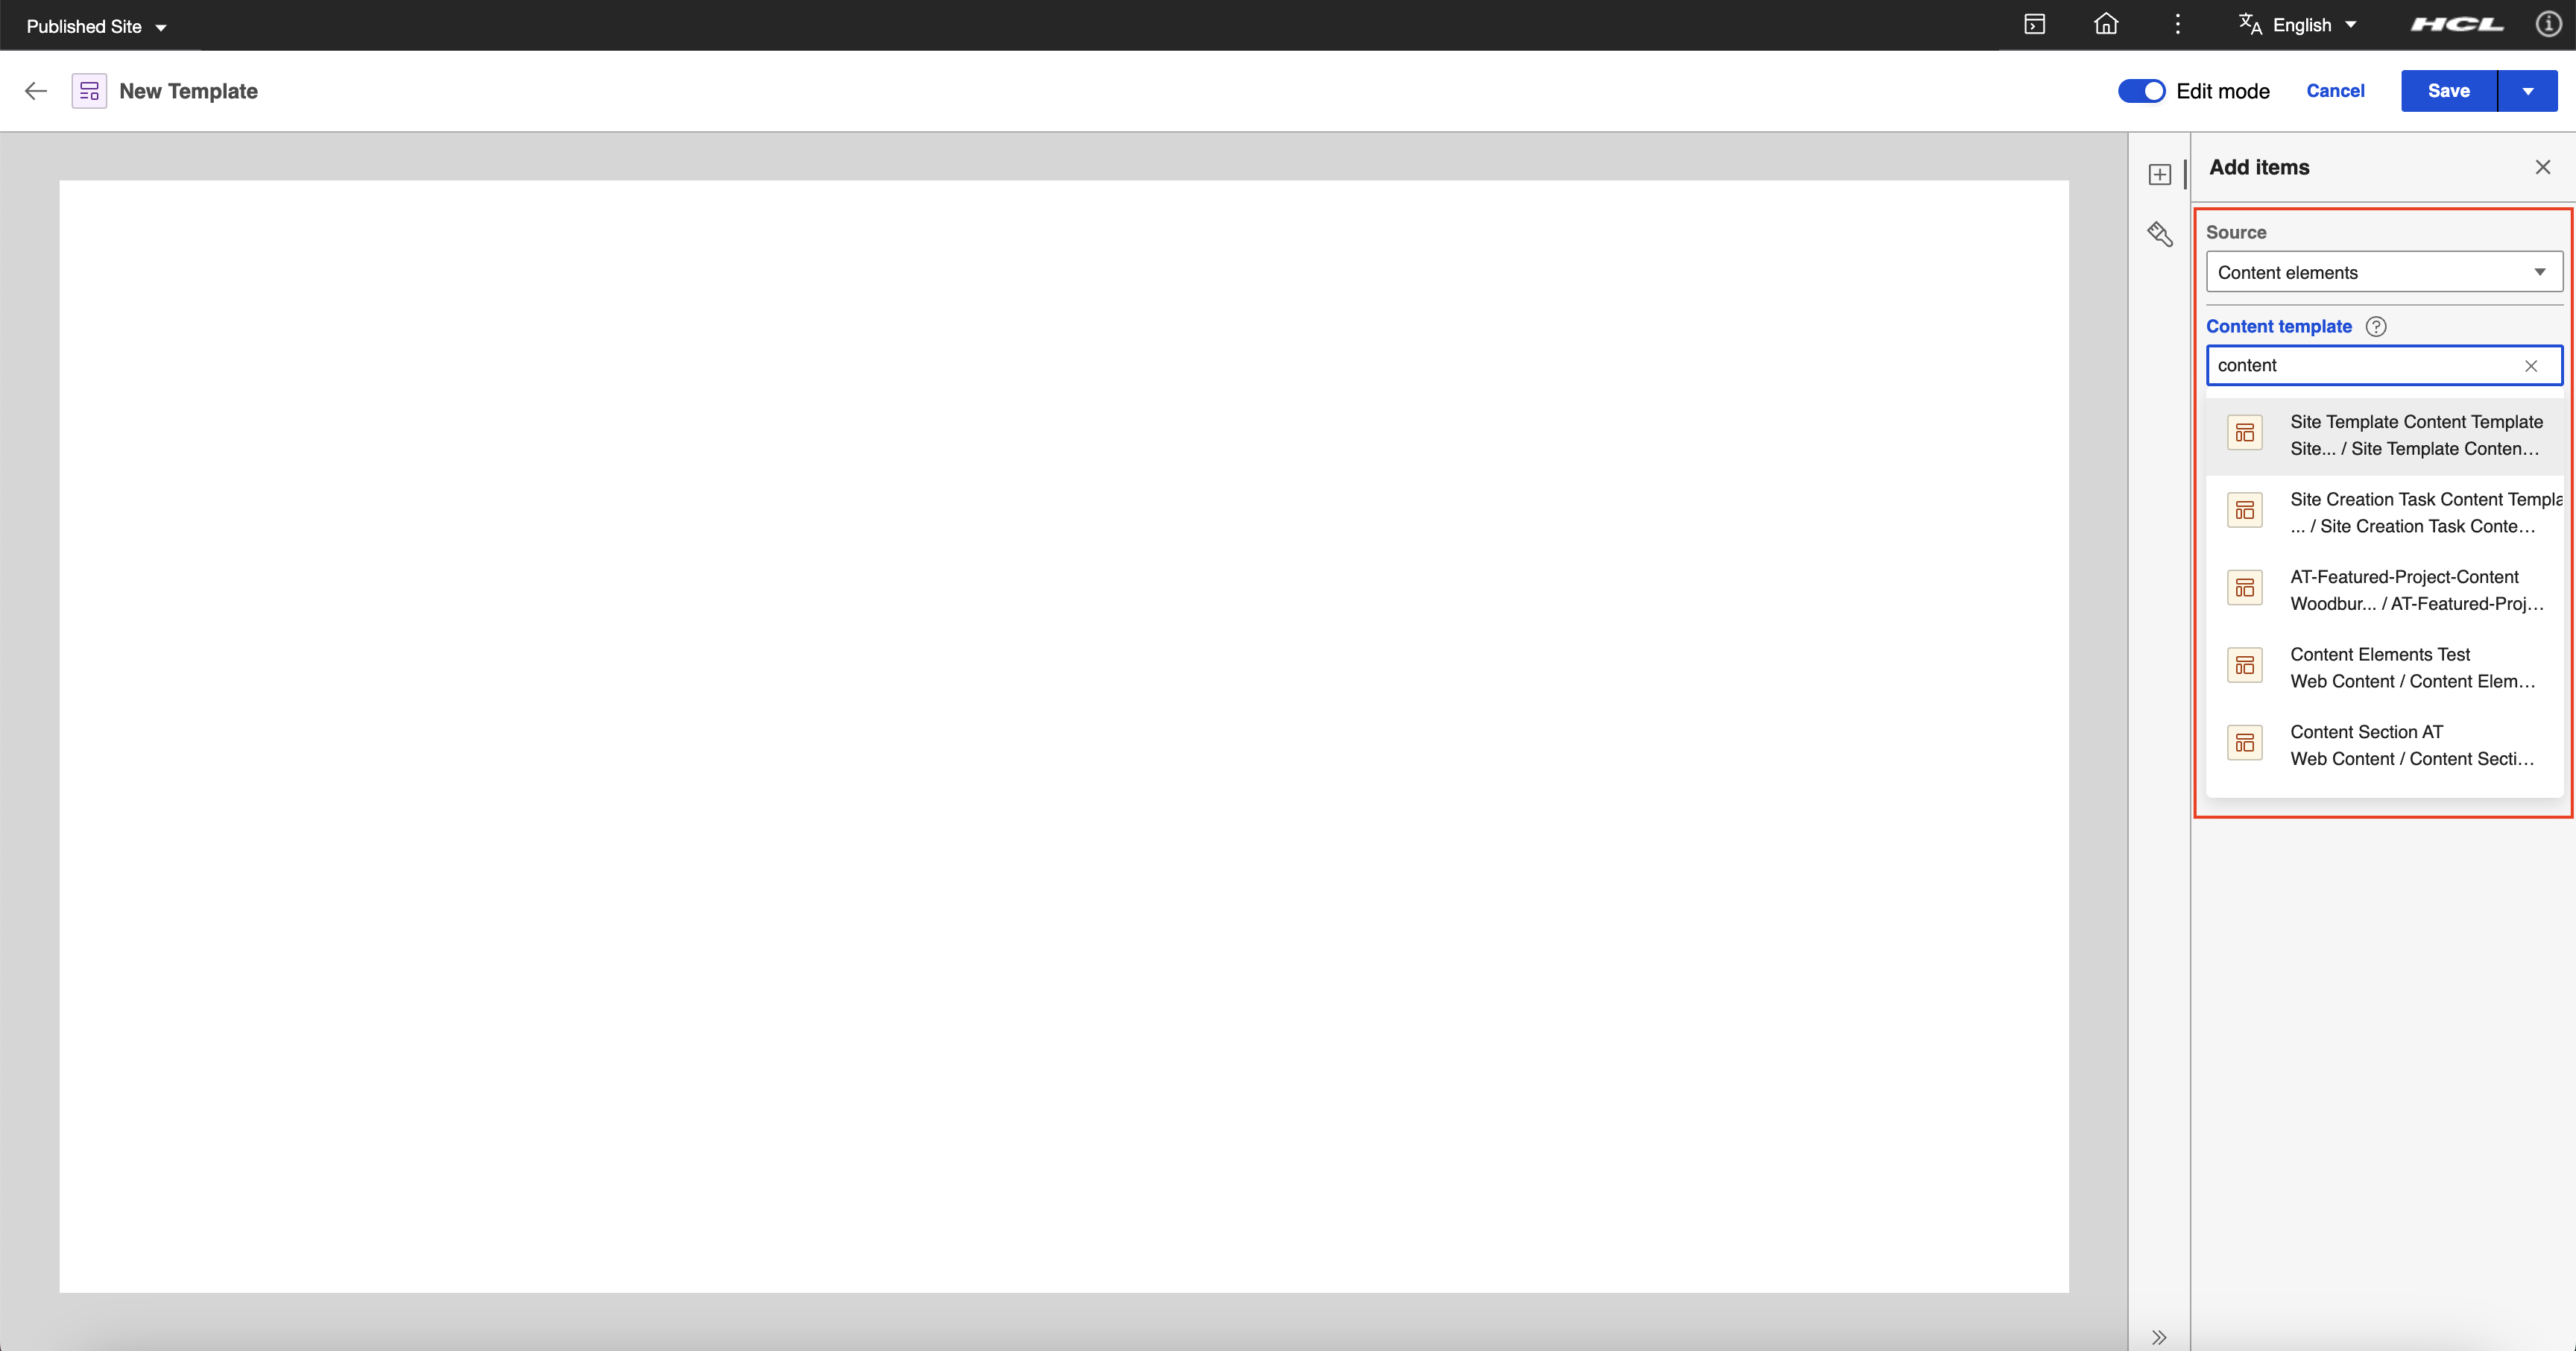 Published Site
English
HCL
New Template
Edit mode
Cancel
Save
Add items
Source
Content elements
Content template
content
Site Template Content Template
Site... / Site Template Conten...
Site Creation Task Content Templa
... / Site Creation Task Conte...
AT-Featured-Project-Content
Woodbur... / AT-Featured-Proj...
Content Elements Test
Web Content / Content Elem...
Content Section AT
Web Content / Content Secti...